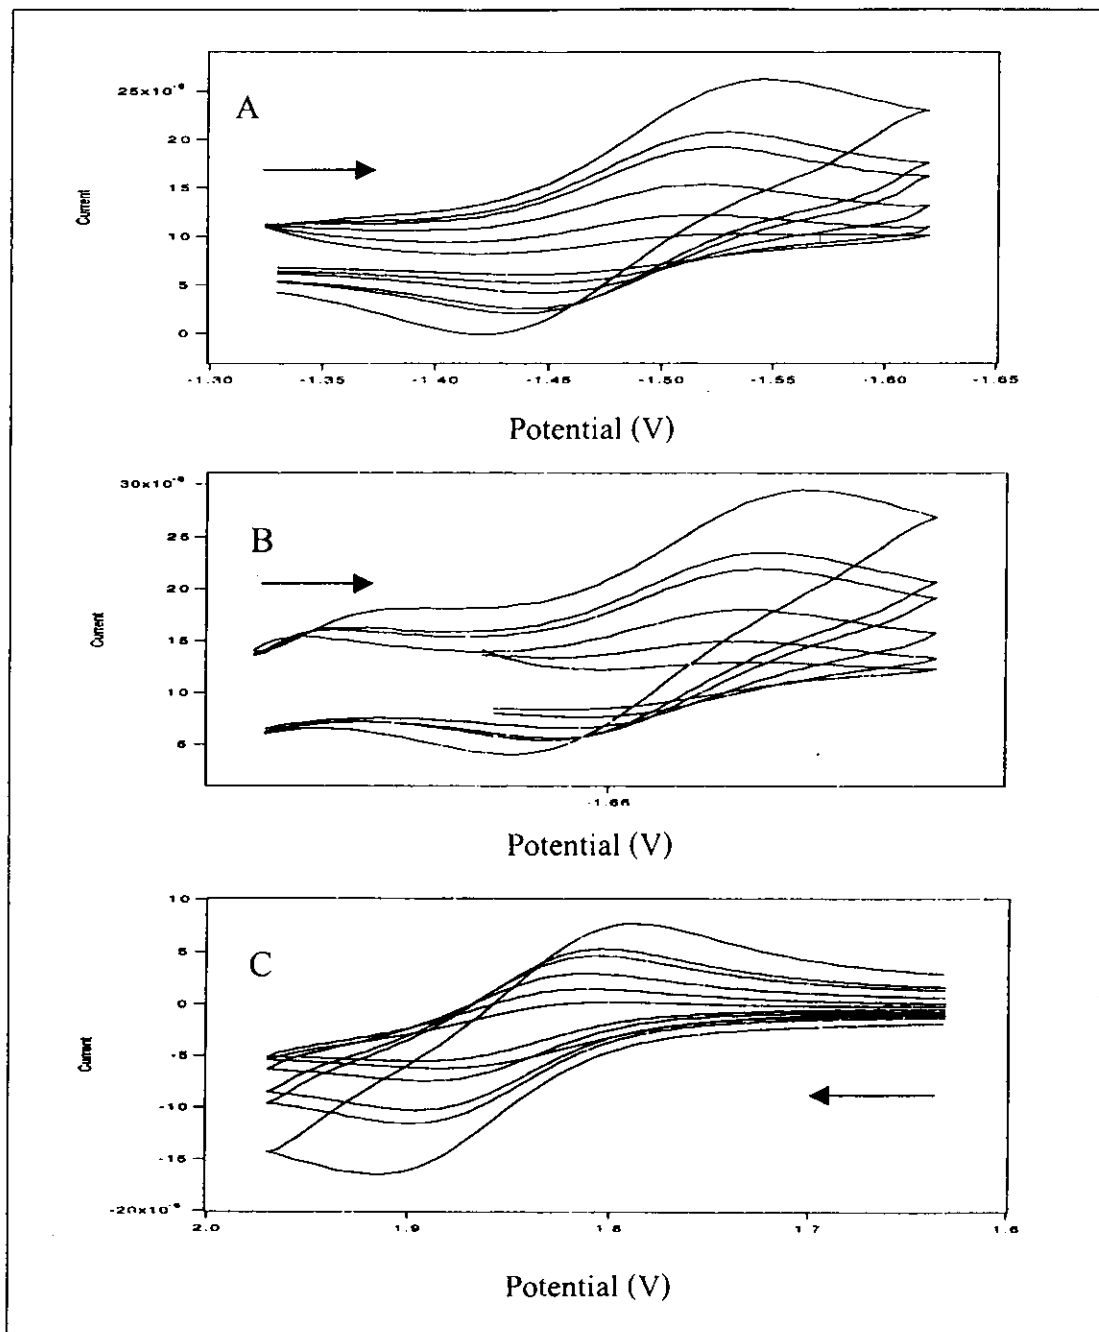 A
25x10⁻⁶
20
15
10
5
0
Current
-1.30 -1.35 -1.40 -1.45 -1.50 -1.55 -1.60 -1.65
Potential (V)
B
30x10⁻⁶
25
20
15
10
5
Current
-1.66
Potential (V)
C
10
5
0
-5
-10
-15
-20x10⁻⁶
Current
2.0 1.9 1.8 1.7 1.6
Potential (V)